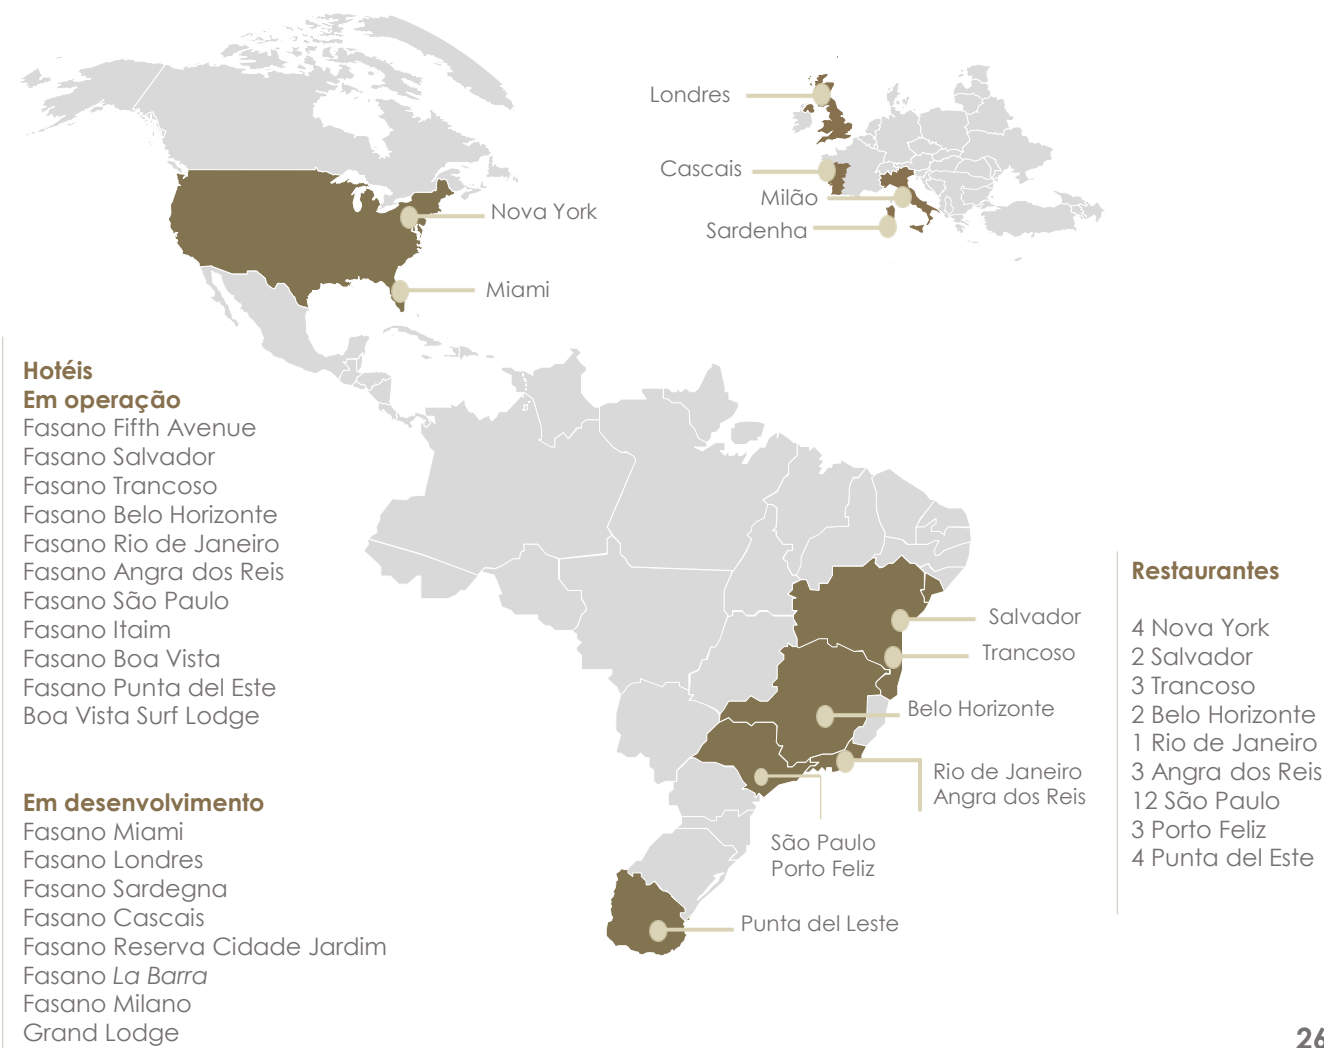 Londres
Cascais
Milão
Sardenha
Nova York
Miami
Hotéis
Em operação
Fasano Fifth Avenue
Fasano Salvador
Fasano Trancoso
Fasano Belo Horizonte
Fasano Rio de Janeiro
Fasano Angra dos Reis
Fasano São Paulo
Fasano Itaim
Fasano Boa Vista
Fasano Punta del Este
Boa Vista Surf Lodge
Em desenvolvimento
Fasano Miami
Fasano Londres
Fasano Sardegna
Fasano Cascais
Fasano Reserva Cidade Jardim
Fasano La Barra
Fasano Milano
Grand Lodge
Salvador
Trancoso
Belo Horizonte
Rio de Janeiro
Angra dos Reis
São Paulo
Porto Feliz
Punta del Leste
Restaurantes
4 Nova York
2 Salvador
3 Trancoso
2 Belo Horizonte
1 Rio de Janeiro
3 Angra dos Reis
12 São Paulo
3 Porto Feliz
4 Punta del Este
26